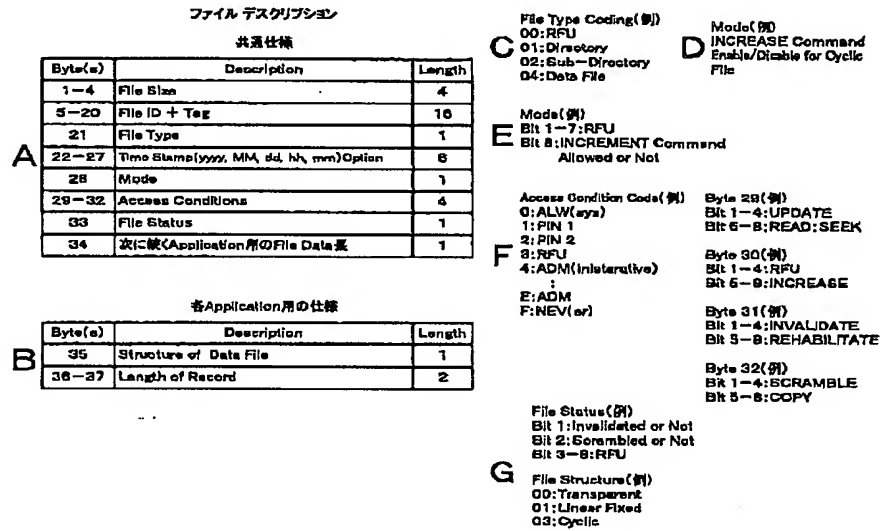 ファイル デスクリプション
共通仕様
A
Byte(s) Description Length
1-4 File Size 4
5-20 File ID + Tag 16
21 File Type 1
22-27 Time Stamp(yyyy, MM, dd, hh, mm)Option 6
28 Mode 1
29-32 Access Conditions 4
33 File Status 1
34 次に続くApplication用のFile Data長 1
各Application用の仕様
B
Byte(s) Description Length
35 Structure of Data File 1
36-37 Length of Record 2
C
File Type Coding(例)
00:RFU
01:Directory
02:Sub-Directory
04:Data File
D
Mode(例)
INCREASE Command
Enable/Disable for Cyclic
File
E
Mode(例)
Bit 1-7:RFU
Bit 8:INCREMENT Command
Allowed or Not
F
Access Condition Code(例)
0:ALW(ays)
1:PIN 1
2:PIN 2
3:RFU
4:ADM(inistarative)
:
E:ADM
F:NEV(er)
Byte 29(例)
Bit 1-4:UPDATE
Bit 5-8:READ;SEEK
Byte 30(例)
Bit 1-4:RFU
Bit 5-8:INCREASE
Byte 31(例)
Bit 1-4:INVALIDATE
Bit 5-8:REHABILITATE
Byte 32(例)
Bit 1-4:SCRAMBLE
Bit 5-8:COPY
G
File Status(例)
Bit 1:Invalidated or Not
Bit 2:Scrambled or Not
Bit 3-8:RFU
File Structure(例)
00:Transparent
01:Linear Fixed
03:Cyclic